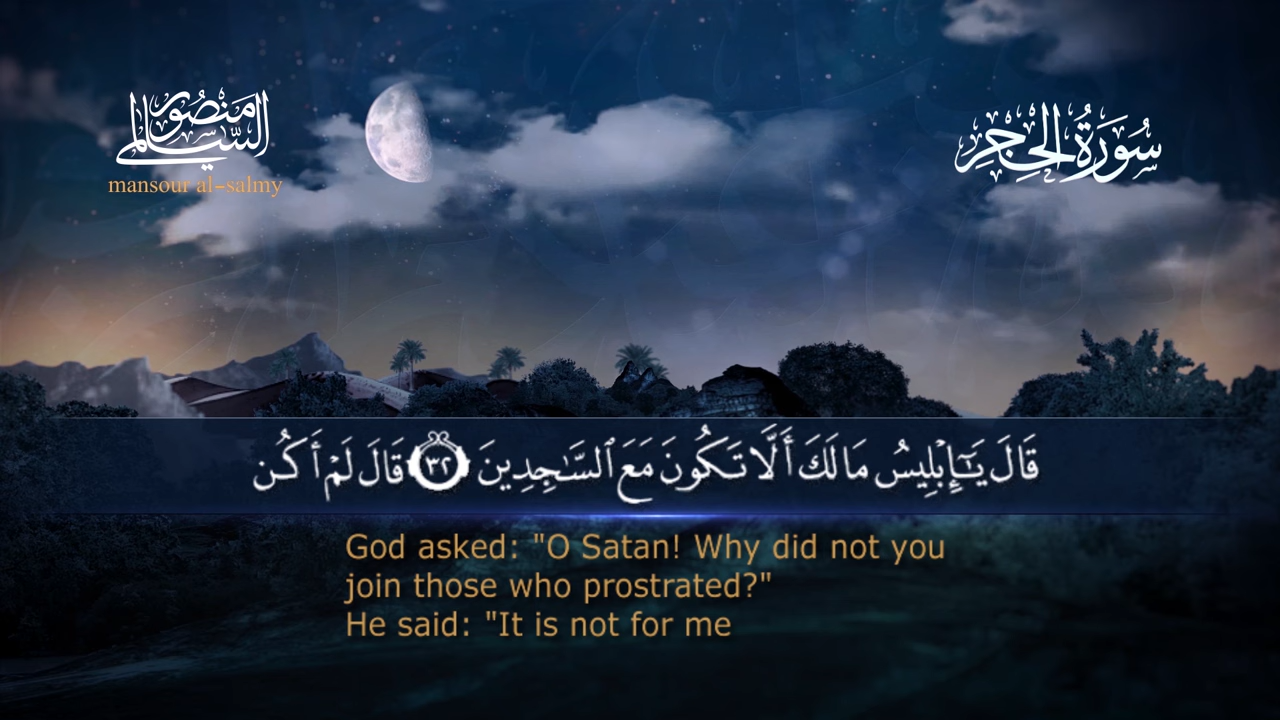 منصور السالمي
mansour al-salmy
سُورَةُ الحِجرِ
قَالَ يَـٰٓإِبْلِيسُ مَا لَكَ أَلَّا تَكُونَ مَعَ ٱلسَّـٰجِدِينَ ٣٢ قَالَ لَمْ أَكُن
God asked: "O Satan! Why did not you
join those who prostrated?"
He said: "It is not for me